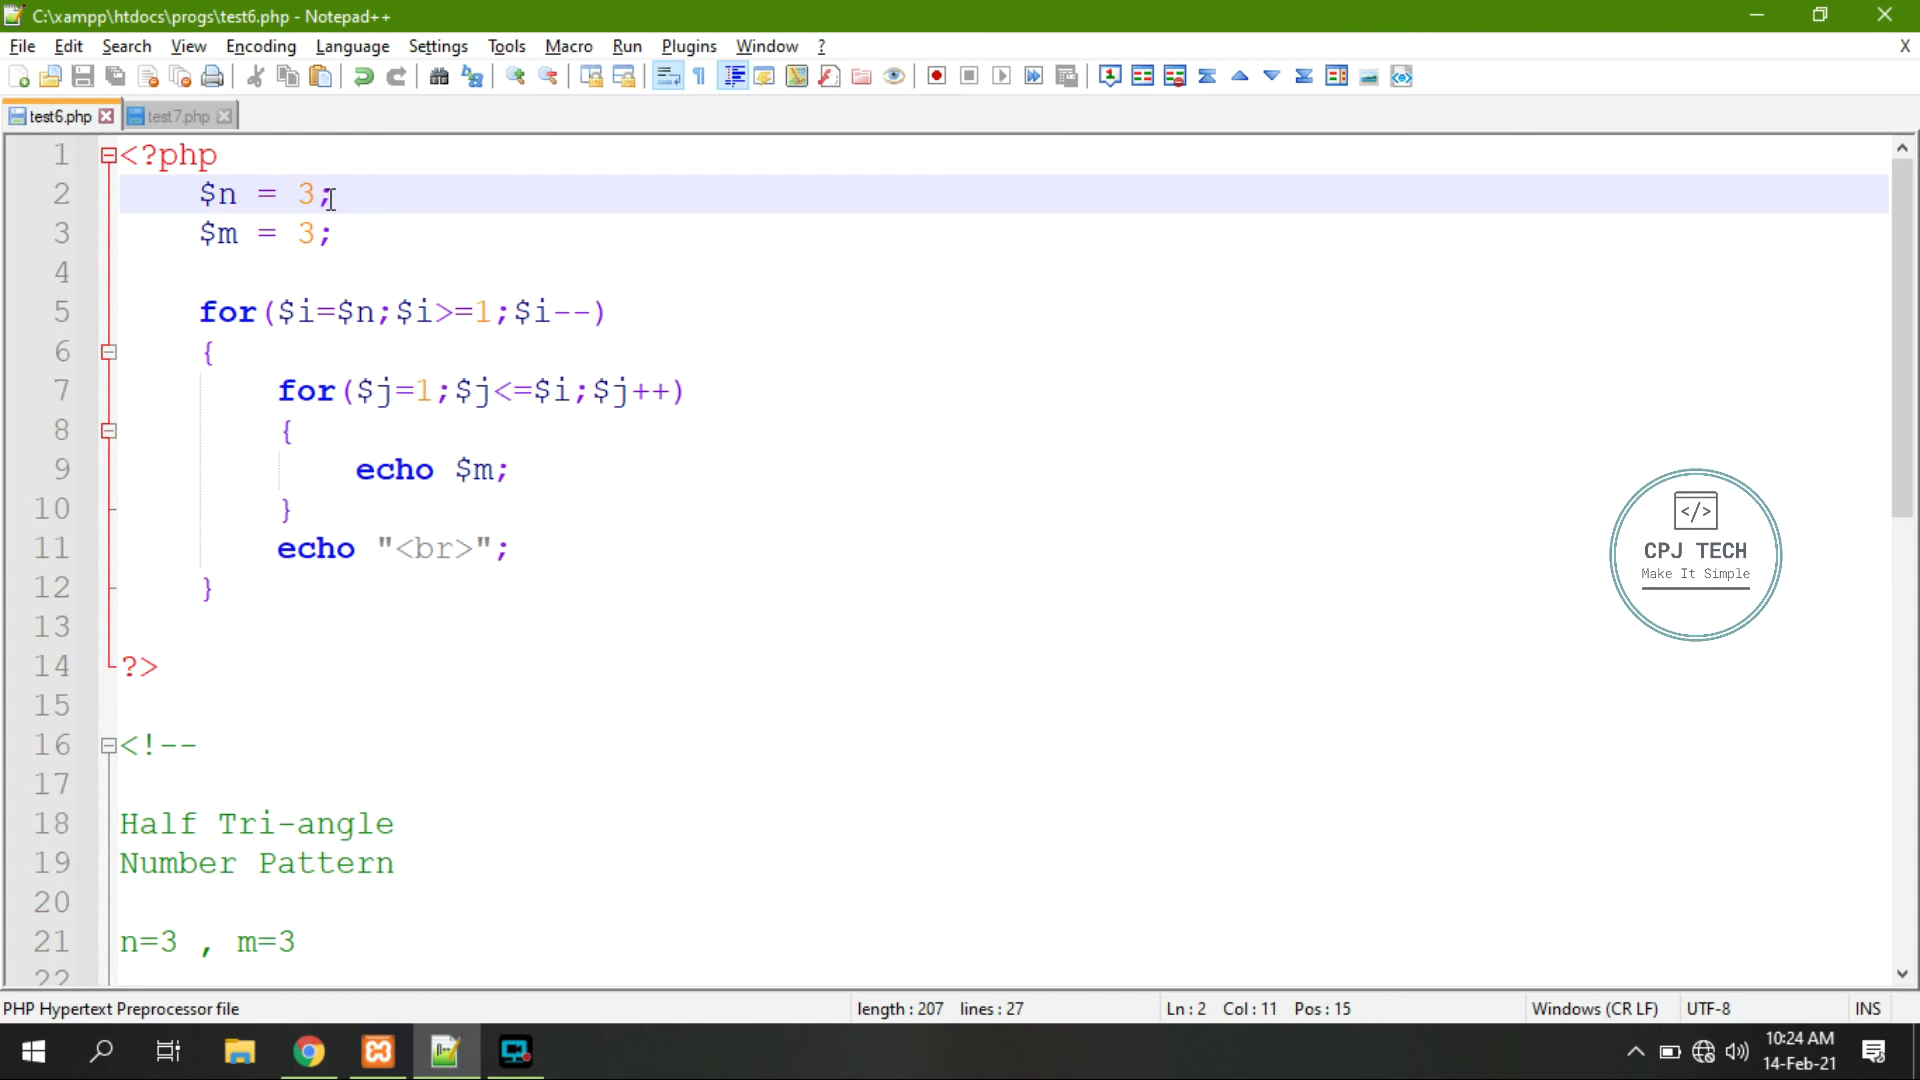 C:\xampp\htdocs\progs\test6.php - Notepad++
File Edit Search View Encoding Language Settings Tools Macro Run Plugins Window ? X
test6.php test7.php
1 <?php
2 $n = 3;
3 $m = 3;
4
5 for($i=$n;$i>=1;$i--)
6 {
7 for($j=1;$j<=$i;$j++)
8 {
9 echo $m;
10 }
11 echo "<br>";
12 }
13
14 ?>
15
16 <!--
17
18 Half Tri-angle
19 Number Pattern
20
21 n=3 , m=3
22
</>
CPJ TECH
Make It Simple
PHP Hypertext Preprocessor file length : 207 lines : 27 Ln : 2 Col : 11 Pos : 15 Windows (CR LF) UTF-8 INS
10:24 AM
14-Feb-21